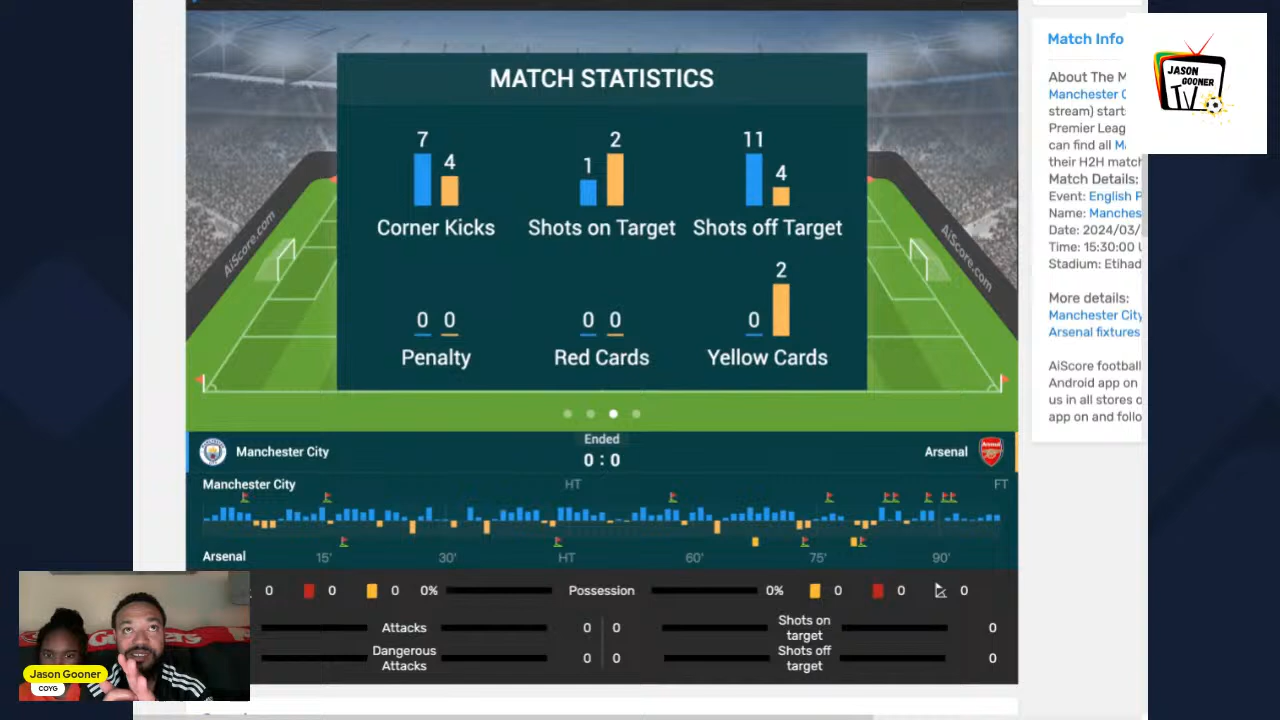 MATCH STATISTICS
7 4
Corner Kicks
1 2
Shots on Target
11 4
Shots off Target
0 0
Penalty
0 0
Red Cards
0 2
Yellow Cards
AiScore.com
AiScore.com
Manchester City
Ended
0 : 0
Arsenal
Manchester City
HT
FT
Arsenal
15' 30' HT 60' 75' 90'
0 0 0 0% Possession 0% 0 0 0
Attacks 0 0 Shots on target 0
Dangerous Attacks 0 0 Shots off target 0
Match Info
About The M
Manchester C
stream) start
Premier Leag
can find all M
their H2H match
Match Details:
Event: English P
Name: Manches
Date: 2024/03/
Time: 15:30:00 U
Stadium: Etihad
More details:
Manchester City
Arsenal fixtures
AiScore football
Android app on
us in all stores o
app on and follo
JASON
GOONER
TV
Jason Gooner
COYG